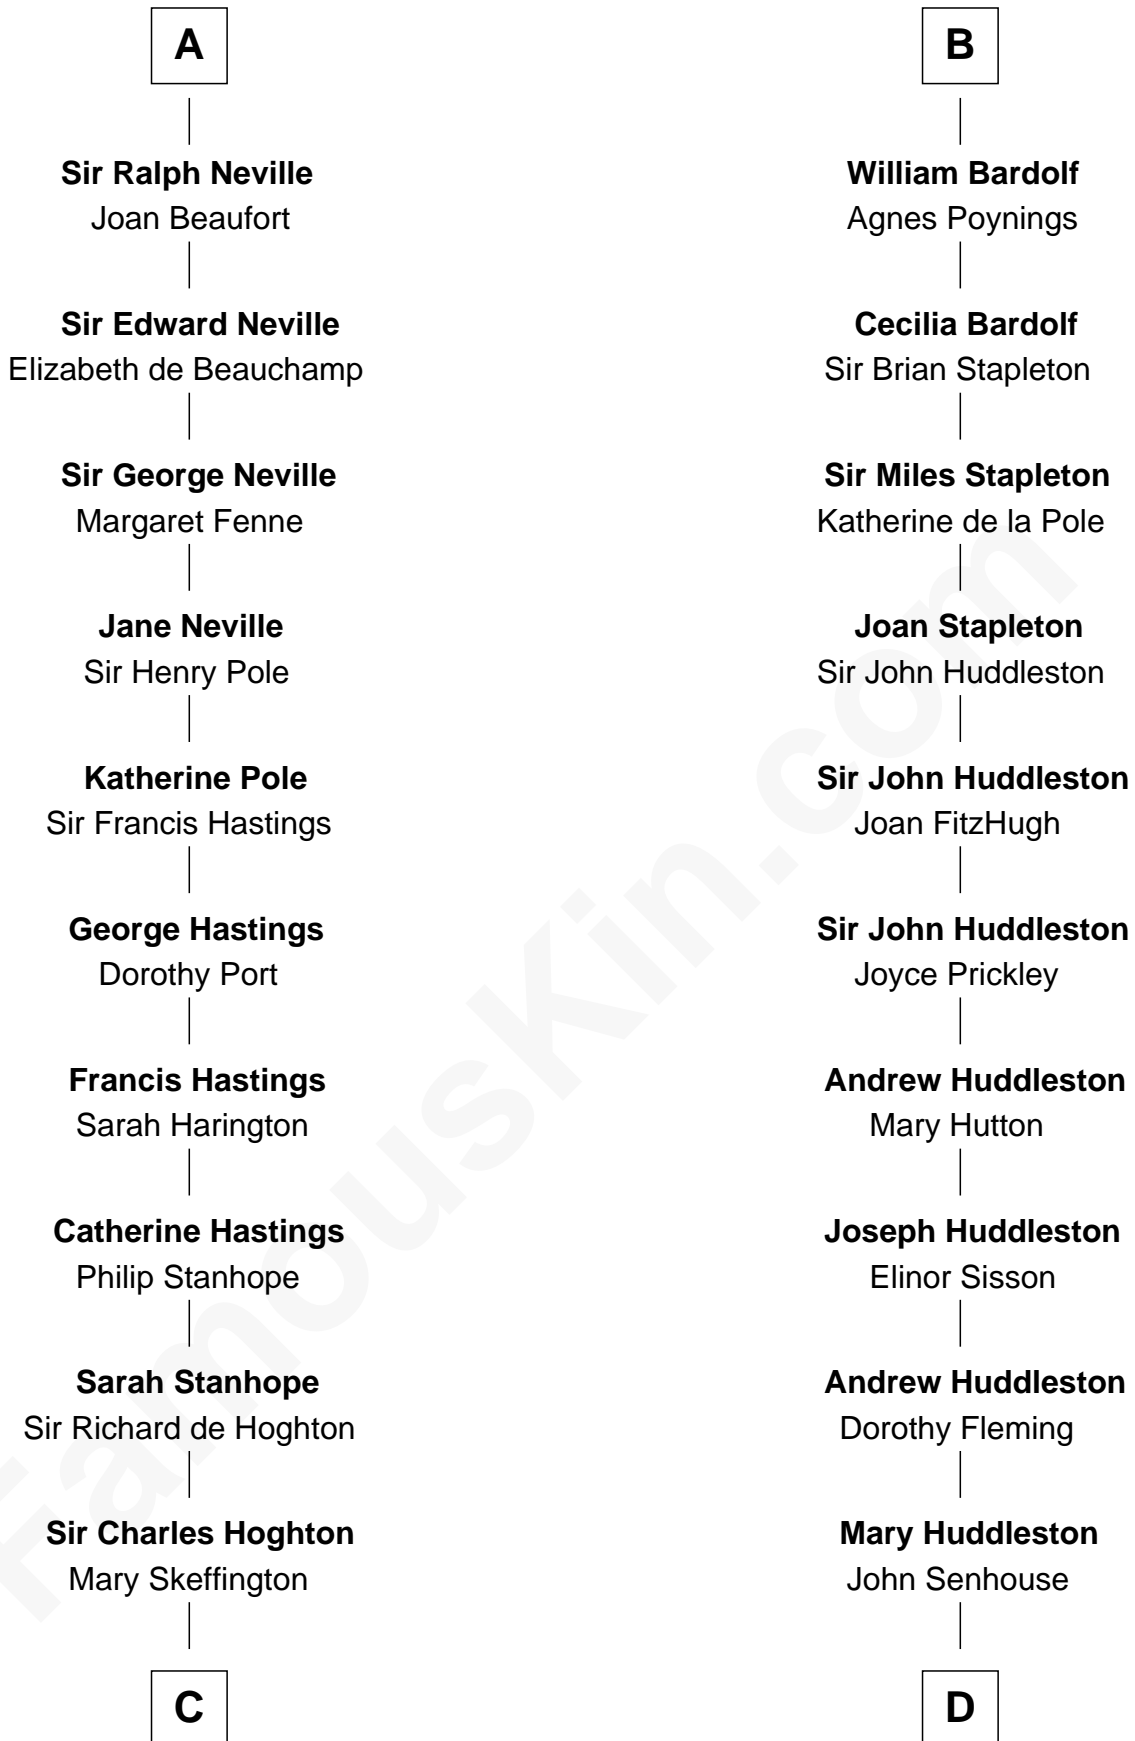 A
Sir Ralph Neville
Joan Beaufort
Sir Edward Neville
Elizabeth de Beauchamp
Sir George Neville
Margaret Fenne
Jane Neville
Sir Henry Pole
Katherine Pole
Sir Francis Hastings
George Hastings
Dorothy Port
Francis Hastings
Sarah Harington
Catherine Hastings
Philip Stanhope
Sarah Stanhope
Sir Richard de Hoghton
Sir Charles Hoghton
Mary Skeffington
C
B
William Bardolf
Agnes Poynings
Cecilia Bardolf
Sir Brian Stapleton
Sir Miles Stapleton
Katherine de la Pole
Joan Stapleton
Sir John Huddleston
Sir John Huddleston
Joan FitzHugh
Sir John Huddleston
Joyce Prickley
Andrew Huddleston
Mary Hutton
Joseph Huddleston
Elinor Sisson
Andrew Huddleston
Dorothy Fleming
Mary Huddleston
John Senhouse
D
FamousKin.com